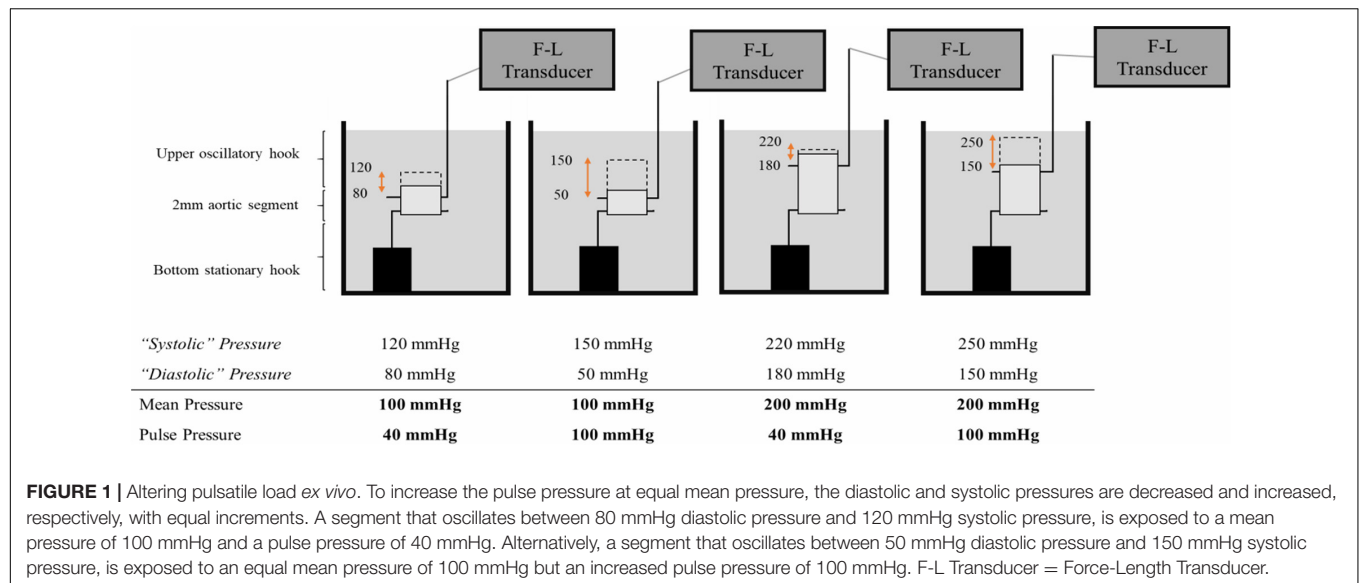 F-L
Transducer
F-L
Transducer
F-L
Transducer
F-L
Transducer
Upper oscillatory hook
2mm aortic segment
Bottom stationary hook
120
80
150
50
220
180
250
150
"Systolic" Pressure 120 mmHg 150 mmHg 220 mmHg 250 mmHg
"Diastolic" Pressure 80 mmHg 50 mmHg 180 mmHg 150 mmHg
Mean Pressure 100 mmHg 100 mmHg 200 mmHg 200 mmHg
Pulse Pressure 40 mmHg 100 mmHg 40 mmHg 100 mmHg
FIGURE 1 | Altering pulsatile load ex vivo. To increase the pulse pressure at equal mean pressure, the diastolic and systolic pressures are decreased and increased,
respectively, with equal increments. A segment that oscillates between 80 mmHg diastolic pressure and 120 mmHg systolic pressure, is exposed to a mean
pressure of 100 mmHg and a pulse pressure of 40 mmHg. Alternatively, a segment that oscillates between 50 mmHg diastolic pressure and 150 mmHg systolic
pressure, is exposed to an equal mean pressure of 100 mmHg but an increased pulse pressure of 100 mmHg. F-L Transducer = Force-Length Transducer.